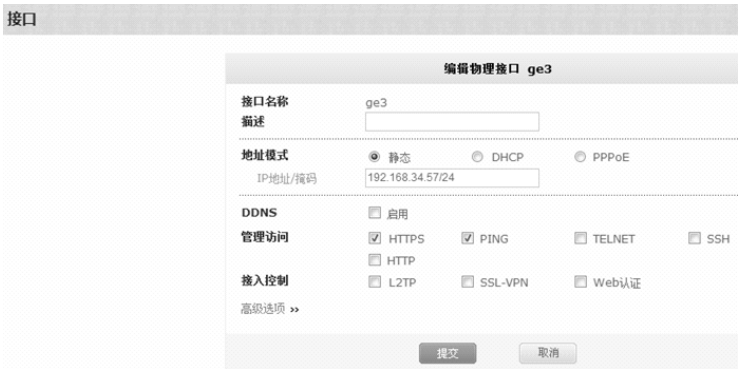 接口
编辑物理接口 ge3
接口名称 ge3
描述
地址模式 静态 DHCP PPPoE
IP地址/掩码 192.168.34.57/24
DDNS 启用
管理访问 HTTPS PING TELNET SSH
HTTP
接入控制 L2TP SSL-VPN Web认证
高级选项 »
提交 取消